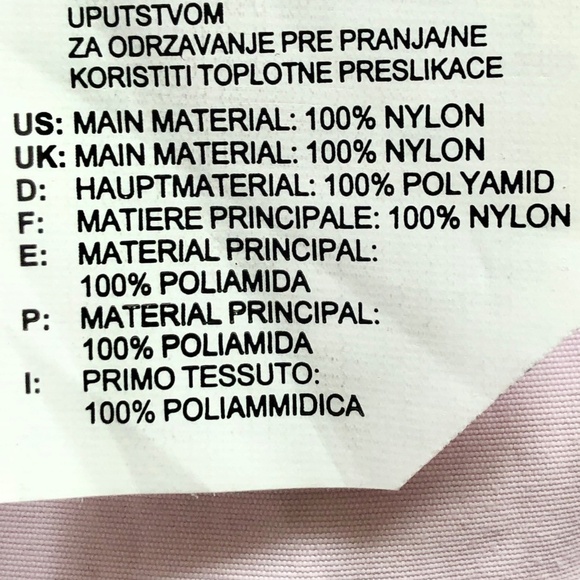 UPUTSTVOM
ZA ODRZAVANJE PRE PRANJA/NE
KORISTITI TOPLOTNE PRESLIKACE
US: MAIN MATERIAL: 100% NYLON
UK: MAIN MATERIAL: 100% NYLON
D: HAUPTMATERIAL: 100% POLYAMID
F: MATIERE PRINCIPALE: 100% NYLON
E: MATERIAL PRINCIPAL:
100% POLIAMIDA
P: MATERIAL PRINCIPAL:
100% POLIAMIDA
I: PRIMO TESSUTO:
100% POLIAMMIDICA